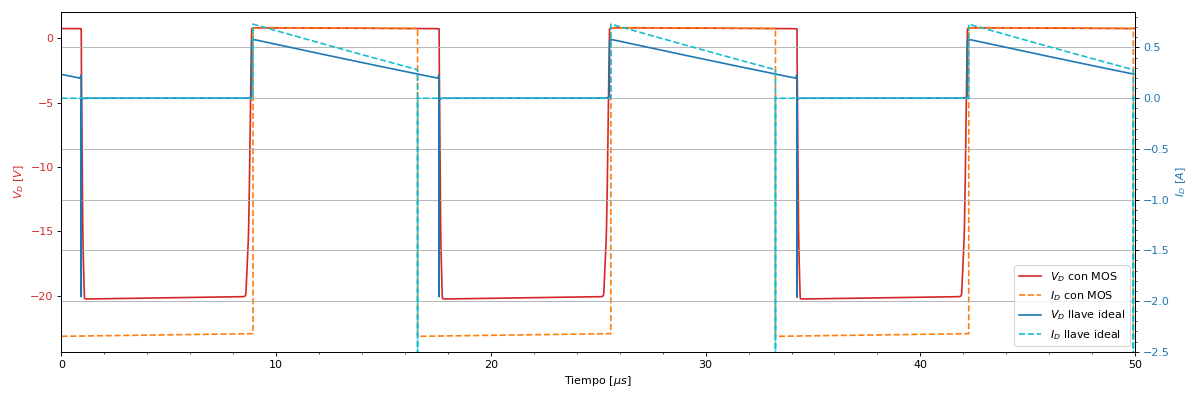 V_D [V]
0
−5
−10
−15
−20
0.5
0.0
−0.5
−1.0
−1.5
−2.0
−2.5
I_D [A]
V_D con MOS
I_D con MOS
V_D llave ideal
I_D llave ideal
0
10
20
30
40
50
Tiempo [μs]